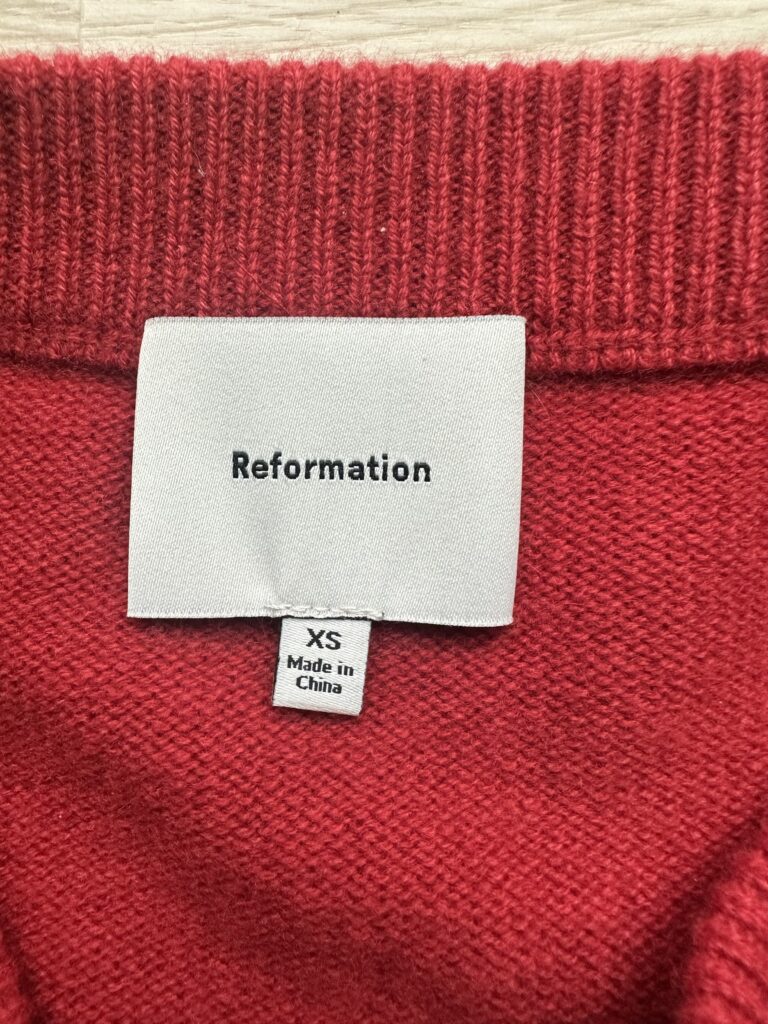 Reformation
XS
Made in
China